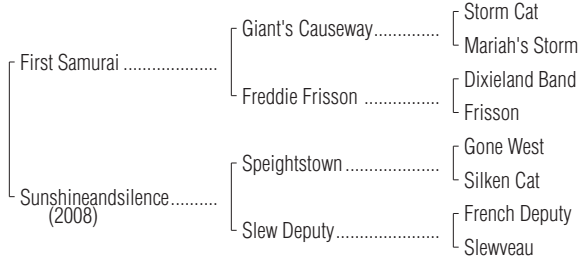 Storm Cat
Giant's Causeway..............
Mariah's Storm
First Samurai ....................
Dixieland Band
Freddie Frisson ................
Frisson
Gone West
Speightstown ....................
Silken Cat
Sunshineandsilence..........
(2008)
French Deputy
Slew Deputy......................
Slewveau